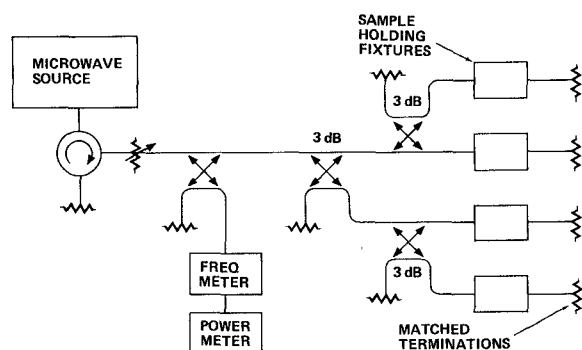 SAMPLE
HOLDING
FIXTURES
MICROWAVE
SOURCE
3 dB
3 dB
3 dB
FREQ
METER
POWER
METER
MATCHED
TERMINATIONS